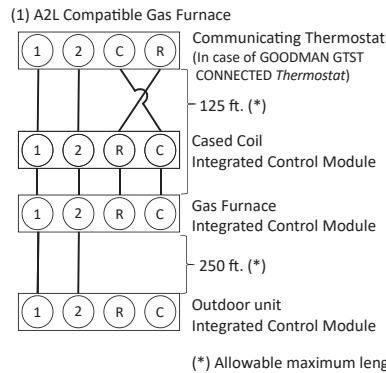 (1) A2L Compatible Gas Furnace
1 2 C R
Communicating Thermostat
(In case of GOODMAN GTST
CONNECTED Thermostat)
125 ft. (*)
1 2 R C
Cased Coil
Integrated Control Module
1 2 R C
Gas Furnace
Integrated Control Module
250 ft. (*)
1 2 R C
Outdoor unit
Integrated Control Module
(*) Allowable maximum leng